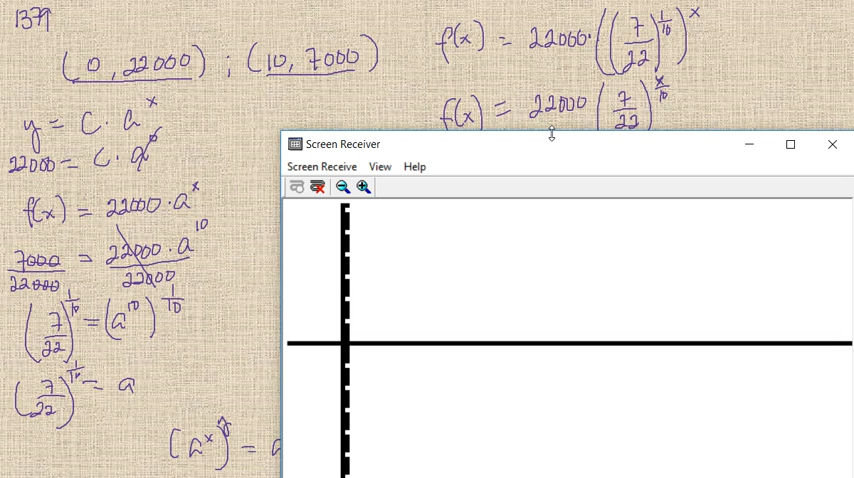 1379
(0, 22000) ; (10, 7000)
y = C · a^x
22000 = C · a^0
f(x) = 22000 · a^x
7000/22000 = 22000 · a^10/22000
(7/22)^1/10 = (a^10)^1/10
(7/22)^1/10 = a
f(x) = 22000 · ((7/22)^1/10)^x
f(x) = 22000 (7/22)^x/10
Screen Receiver
Screen Receive View Help